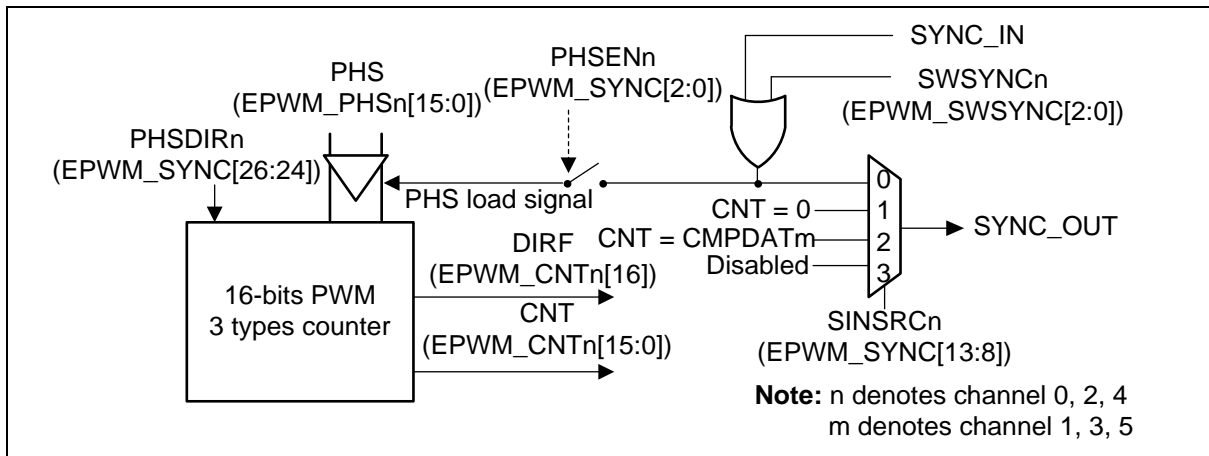 SYNC_IN
PHSENn
(EPWM_SYNC[2:0])
PHS
(EPWM_PHSn[15:0])
SWSYNCn
(EPWM_SWSYNC[2:0])
PHSDIRn
(EPWM_SYNC[26:24])
PHS load signal
0
CNT = 0
1
SYNC_OUT
CNT = CMPDATm
2
Disabled
3
DIRF
(EPWM_CNTn[16])
16-bits PWM
3 types counter
CNT
(EPWM_CNTn[15:0])
SINSRCn
(EPWM_SYNC[13:8])
Note: n denotes channel 0, 2, 4
m denotes channel 1, 3, 5